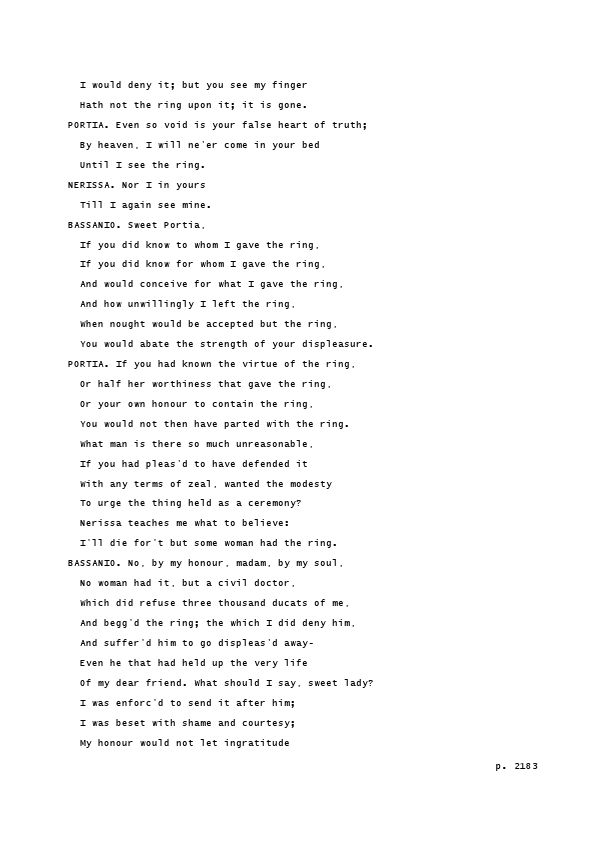 I would deny it; but you see my finger
Hath not the ring upon it; it is gone.
PORTIA. Even so void is your false heart of truth;
By heaven, I will ne'er come in your bed
Until I see the ring.
NERISSA. Nor I in yours
Till I again see mine.
BASSANIO. Sweet Portia,
If you did know to whom I gave the ring,
If you did know for whom I gave the ring,
And would conceive for what I gave the ring,
And how unwillingly I left the ring,
When nought would be accepted but the ring,
You would abate the strength of your displeasure.
PORTIA. If you had known the virtue of the ring,
Or half her worthiness that gave the ring,
Or your own honour to contain the ring,
You would not then have parted with the ring.
What man is there so much unreasonable,
If you had pleas'd to have defended it
With any terms of zeal, wanted the modesty
To urge the thing held as a ceremony?
Nerissa teaches me what to believe:
I'll die for't but some woman had the ring.
BASSANIO. No, by my honour, madam, by my soul,
No woman had it, but a civil doctor,
Which did refuse three thousand ducats of me,
And begg'd the ring; the which I did deny him,
And suffer'd him to go displeas'd away-
Even he that had held up the very life
Of my dear friend. What should I say, sweet lady?
I was enforc'd to send it after him;
I was beset with shame and courtesy;
My honour would not let ingratitude
p. 2183